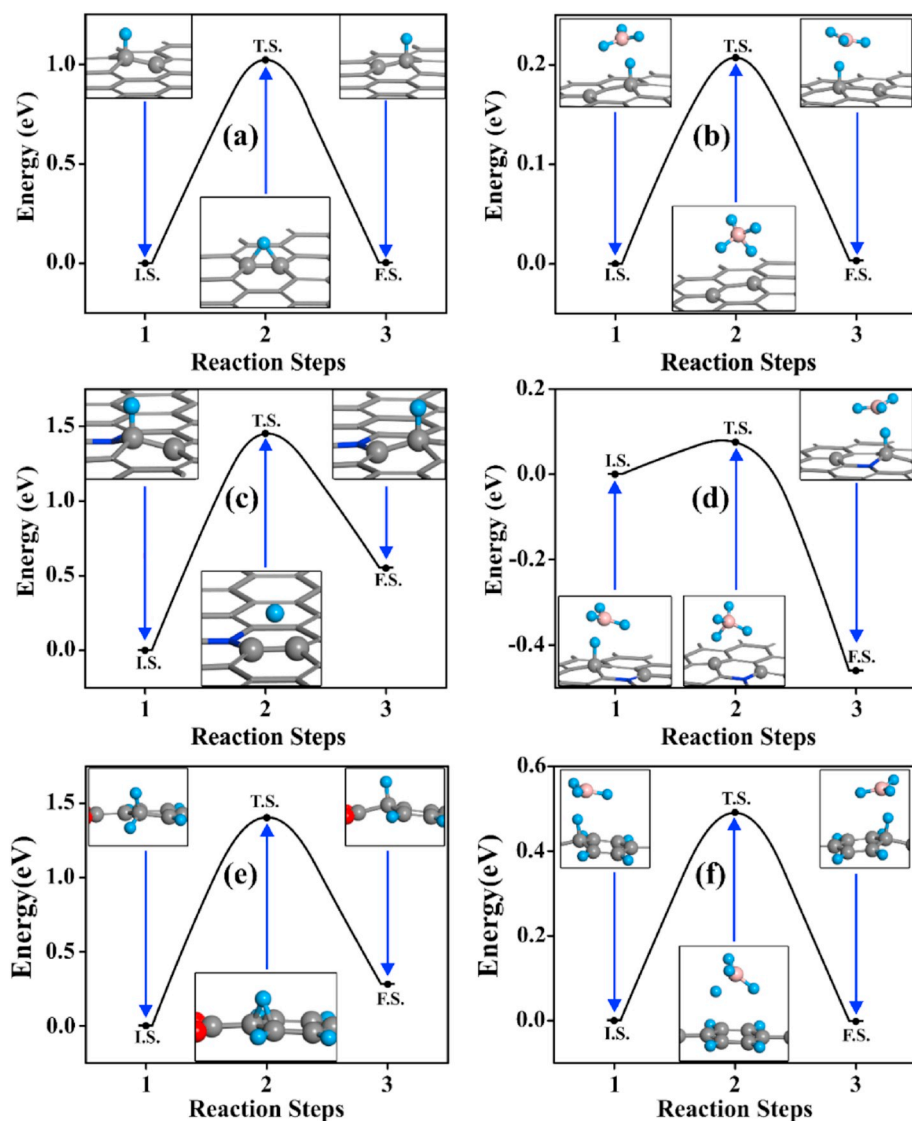 1.0
0.5
0.0
Energy (eV)
T.S.
(a)
I.S.
F.S.
1
2
3
Reaction Steps
0.2
0.1
0.0
Energy (eV)
T.S.
(b)
I.S.
F.S.
1
2
3
Reaction Steps
1.5
1.0
0.5
0.0
Energy (eV)
T.S.
(c)
I.S.
F.S.
1
2
3
Reaction Steps
0.2
0.0
-0.2
-0.4
Energy (eV)
I.S.
T.S.
(d)
F.S.
1
2
3
Reaction Steps
1.5
1.0
0.5
0.0
Energy(eV)
T.S.
(e)
I.S.
F.S.
1
2
3
Reaction Steps
0.6
0.4
0.2
0.0
Energy(eV)
T.S.
(f)
I.S.
F.S.
1
2
3
Reaction Steps